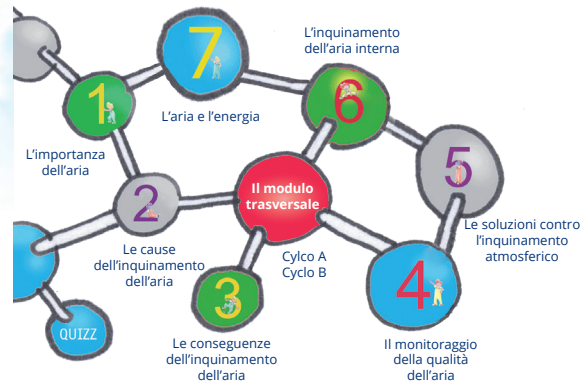 7
L'aria e l'energia
L'inquinamento
dell'aria interna
6
1
L'importanza
dell'aria
5
Le soluzioni contro
l'inquinamento
atmosferico
2
Le cause
dell'inquinamento
dell'aria
Il modulo
trasversale
Cylco A
Cyclo B
3
Le conseguenze
dell'inquinamento
dell'aria
4
Il monitoraggio
della qualità
dell'aria
QUIZZ